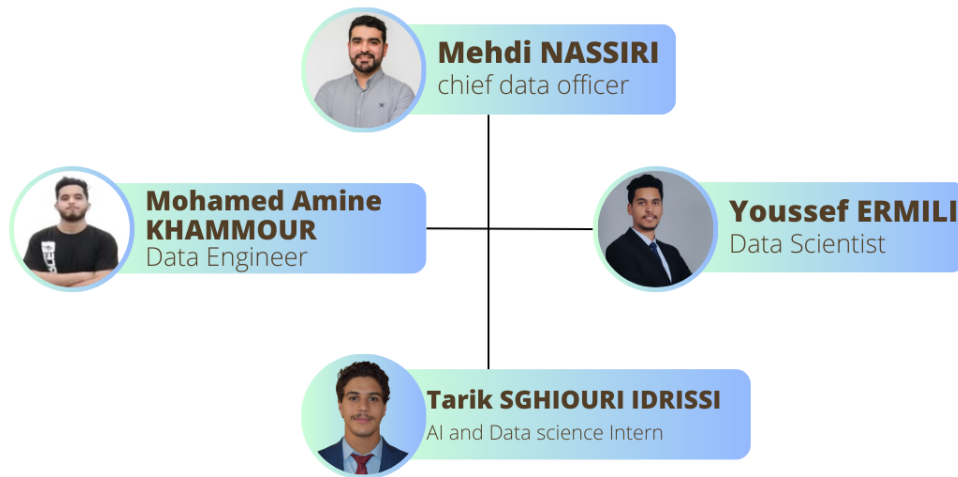 Mehdi NASSIRI
chief data officer
Mohamed Amine
KHAMMOUR
Data Engineer
Youssef ERMILI
Data Scientist
Tarik SGHIOURI IDRISSI
AI and Data science Intern